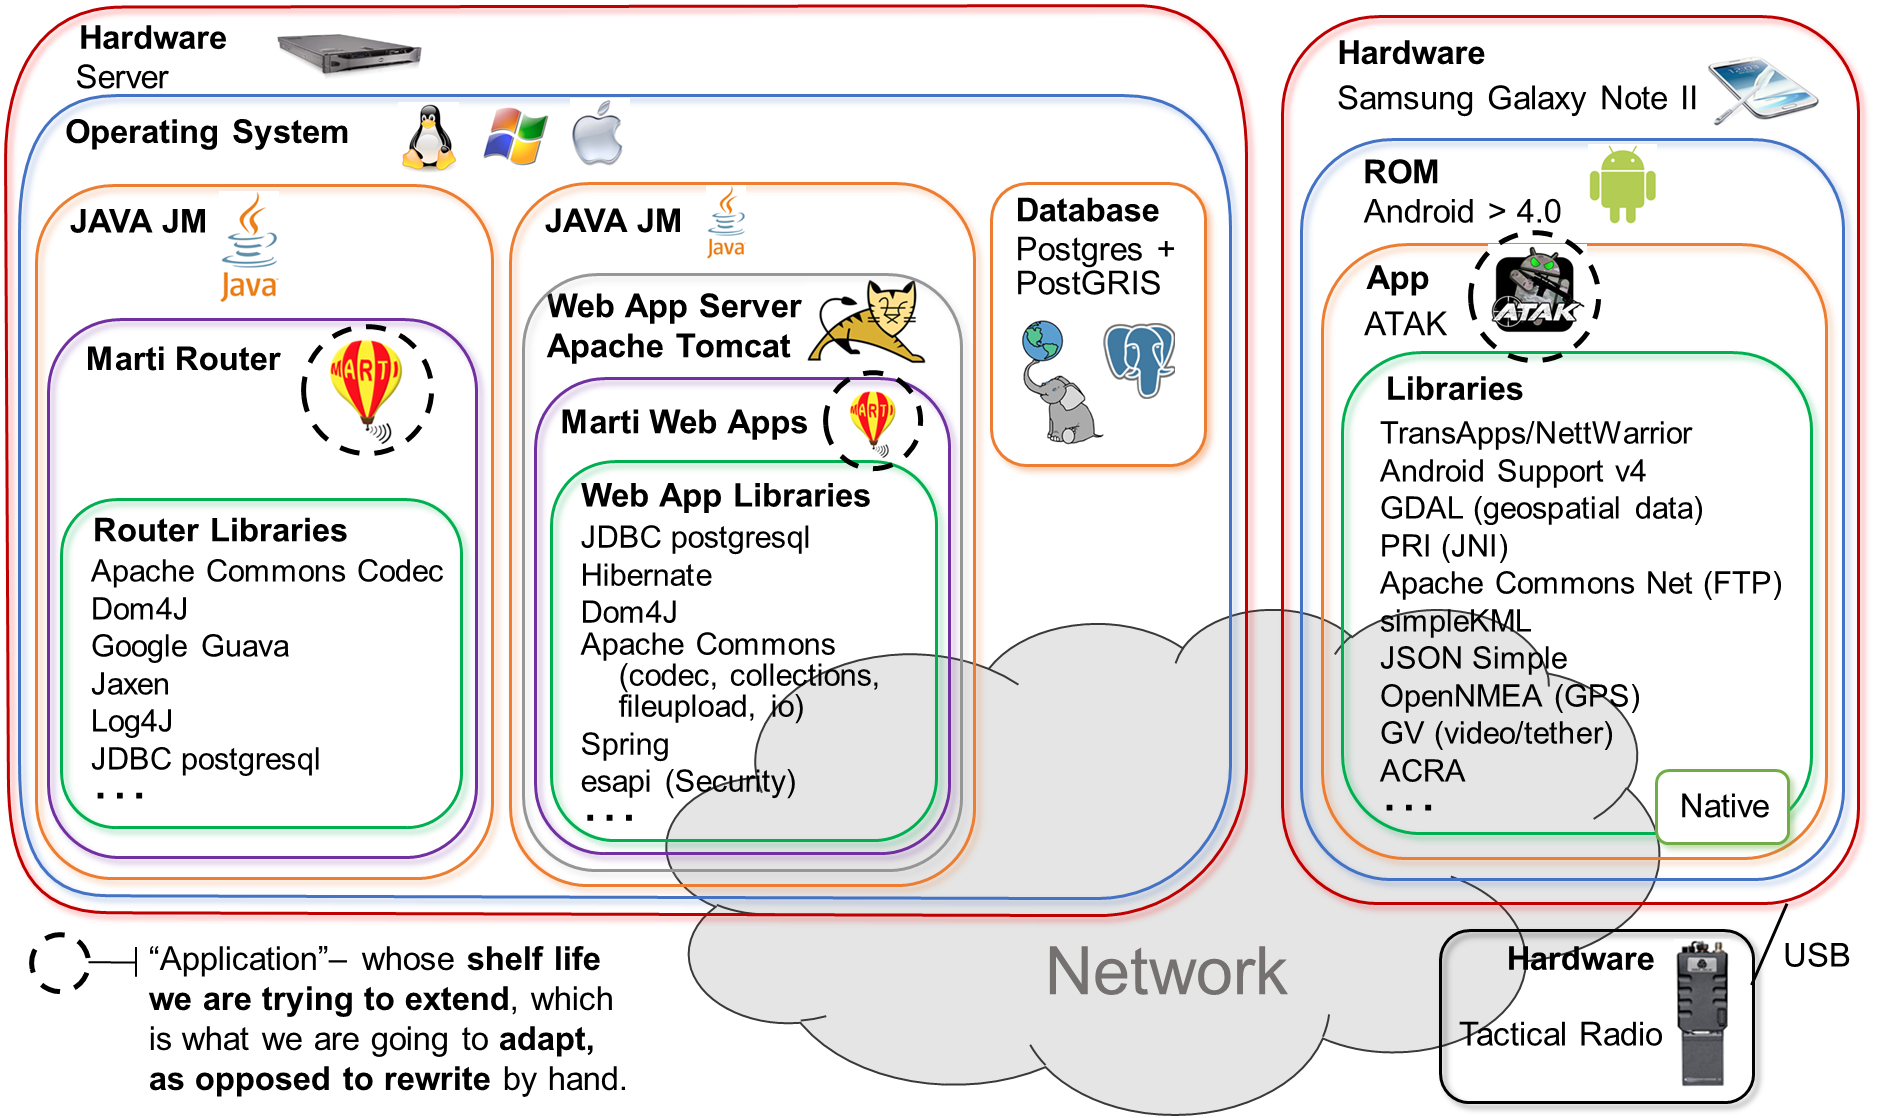 Hardware
Server
Operating System
JAVA JM
Java
Marti Router
MARTI
Router Libraries
Apache Commons Codec
Dom4J
Google Guava
Jaxen
Log4J
JDBC postgresql
...
JAVA JM
Java
Web App Server
Apache Tomcat
Marti Web Apps
MARTI
Web App Libraries
JDBC postgresql
Hibernate
Dom4J
Apache Commons
(codec, collections,
fileupload, io)
Spring
esapi (Security)
...
Database
Postgres +
PostGRIS
Hardware
Samsung Galaxy Note II
ROM
Android > 4.0
App
ATAK
ATAK
Libraries
TransApps/NettWarrior
Android Support v4
GDAL (geospatial data)
PRI (JNI)
Apache Commons Net (FTP)
simpleKML
JSON Simple
OpenNMEA (GPS)
GV (video/tether)
ACRA
...
Native
Network
Hardware
Tactical Radio
USB
“Application”– whose shelf life
we are trying to extend, which
is what we are going to adapt,
as opposed to rewrite by hand.